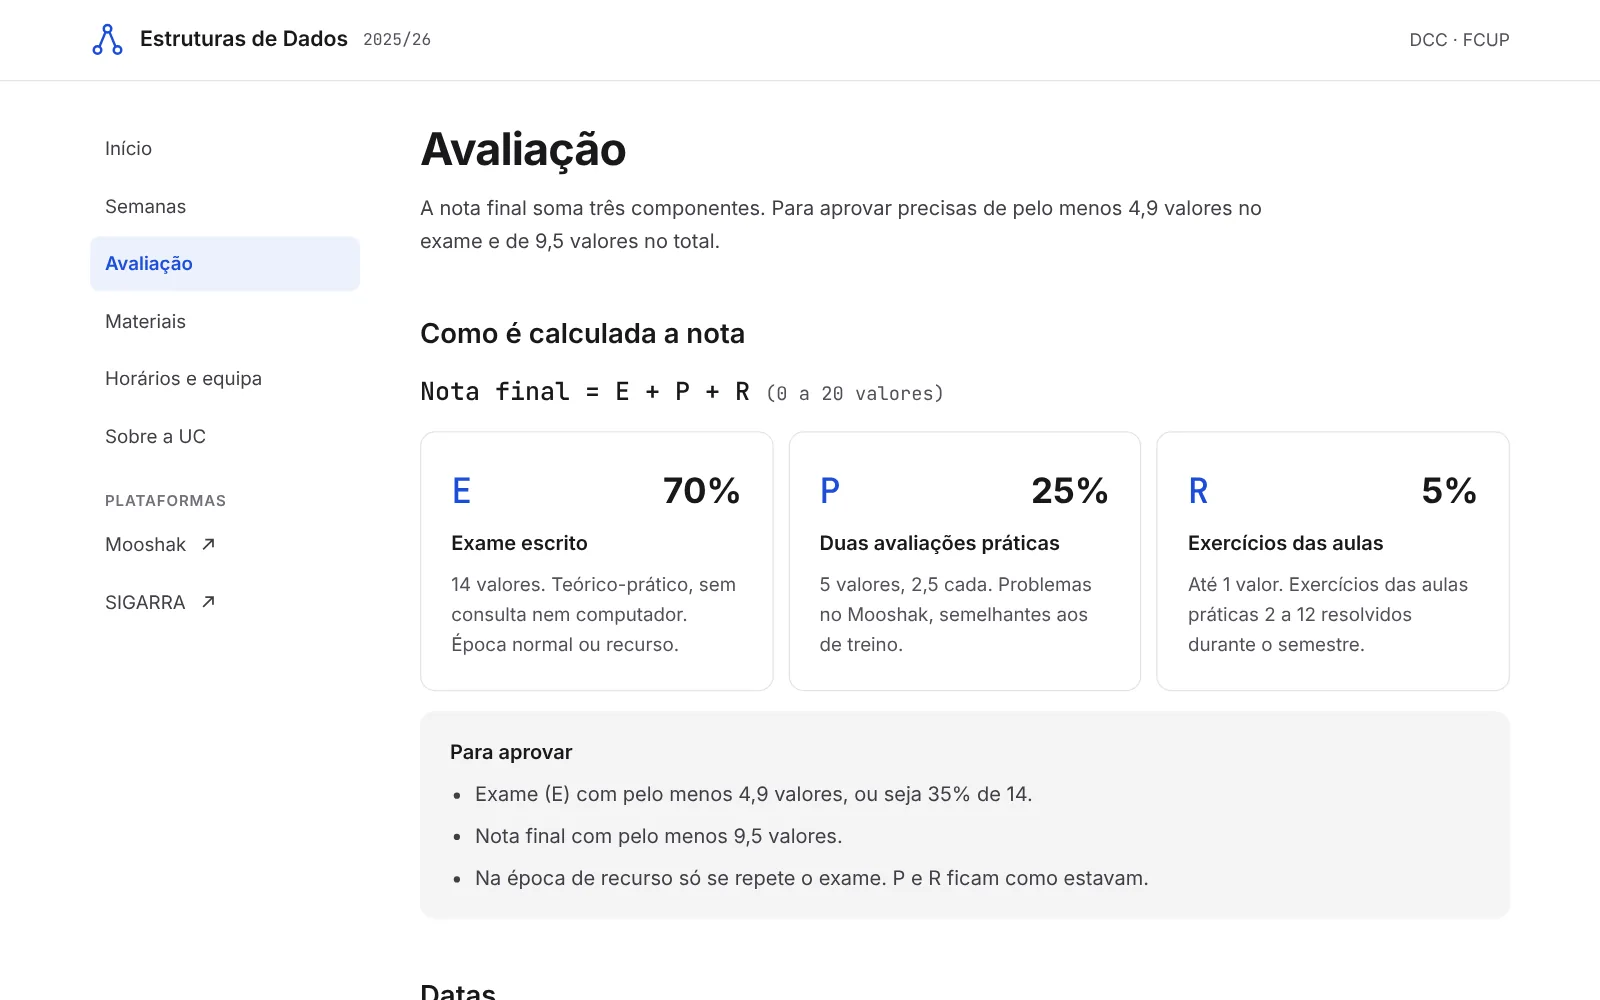 Estruturas de Dados 2025/26
DCC · FCUP
Início
Semanas
Avaliação
Materiais
Horários e equipa
Sobre a UC
PLATAFORMAS
Mooshak ↗
SIGARRA ↗
Avaliação
A nota final soma três componentes. Para aprovar precisas de pelo menos 4,9 valores no
exame e de 9,5 valores no total.
Como é calculada a nota
Nota final = E + P + R (0 a 20 valores)
E 70%
Exame escrito
14 valores. Teórico-prático, sem
consulta nem computador.
Época normal ou recurso.
P 25%
Duas avaliações práticas
5 valores, 2,5 cada. Problemas
no Mooshak, semelhantes aos
de treino.
R 5%
Exercícios das aulas
Até 1 valor. Exercícios das aulas
práticas 2 a 12 resolvidos
durante o semestre.
Para aprovar
• Exame (E) com pelo menos 4,9 valores, ou seja 35% de 14.
• Nota final com pelo menos 9,5 valores.
• Na época de recurso só se repete o exame. P e R ficam como estavam.
Datas